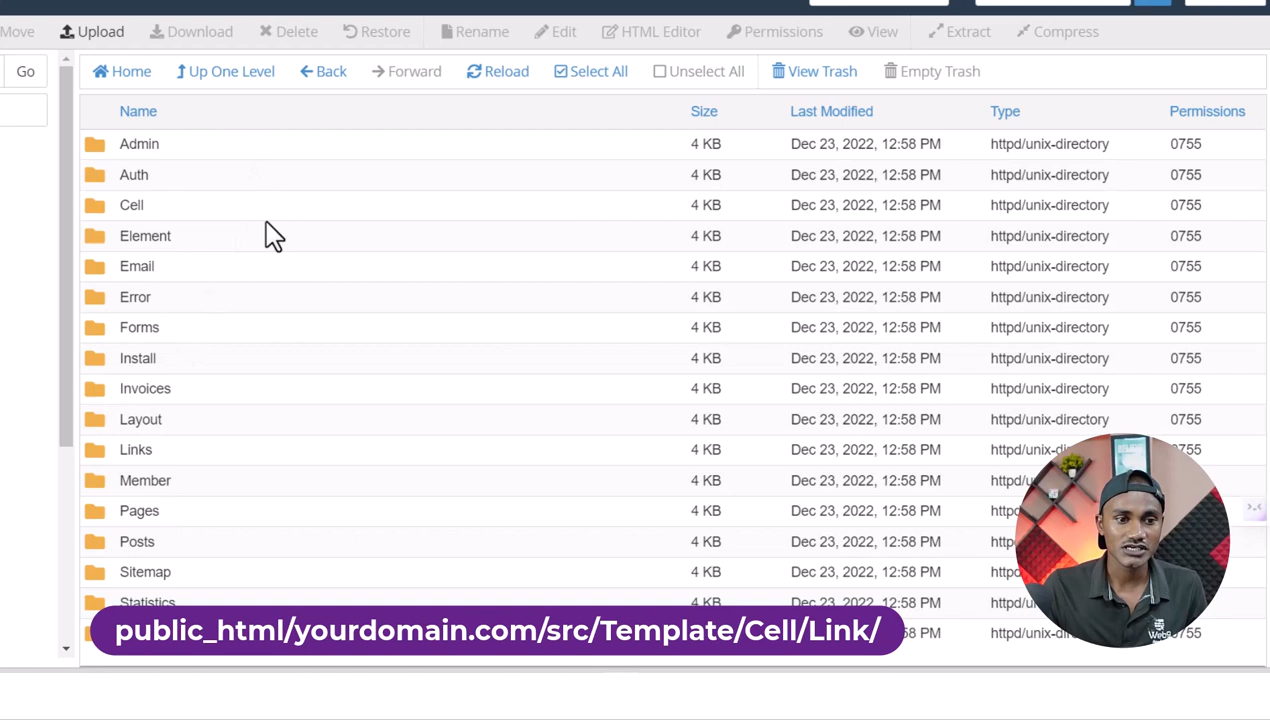 Move Upload Download Delete Restore Rename Edit HTML Editor Permissions View Extract Compress
Go Home Up One Level Back Forward Reload Select All Unselect All View Trash Empty Trash
Name Size Last Modified Type Permissions
Admin 4 KB Dec 23, 2022, 12:58 PM httpd/unix-directory 0755
Auth 4 KB Dec 23, 2022, 12:58 PM httpd/unix-directory 0755
Cell 4 KB Dec 23, 2022, 12:58 PM httpd/unix-directory 0755
Element 4 KB Dec 23, 2022, 12:58 PM httpd/unix-directory 0755
Email 4 KB Dec 23, 2022, 12:58 PM httpd/unix-directory 0755
Error 4 KB Dec 23, 2022, 12:58 PM httpd/unix-directory 0755
Forms 4 KB Dec 23, 2022, 12:58 PM httpd/unix-directory 0755
Install 4 KB Dec 23, 2022, 12:58 PM httpd/unix-directory 0755
Invoices 4 KB Dec 23, 2022, 12:58 PM httpd/unix-directory 0755
Layout 4 KB Dec 23, 2022, 12:58 PM httpd/unix-directory 0755
Links 4 KB Dec 23, 2022, 12:58 PM httpd/unix-di 0755
Member 4 KB Dec 23, 2022, 12:58 PM httpd/u
Pages 4 KB Dec 23, 2022, 12:58 PM httpd/
Posts 4 KB Dec 23, 2022, 12:58 PM httpd
Sitemap 4 KB Dec 23, 2022, 12:58 PM httpd
Statistics 4 KB Dec 23, 2022, 12:58 PM httpd/
public_html/yourdomain.com/src/Template/Cell/Link/